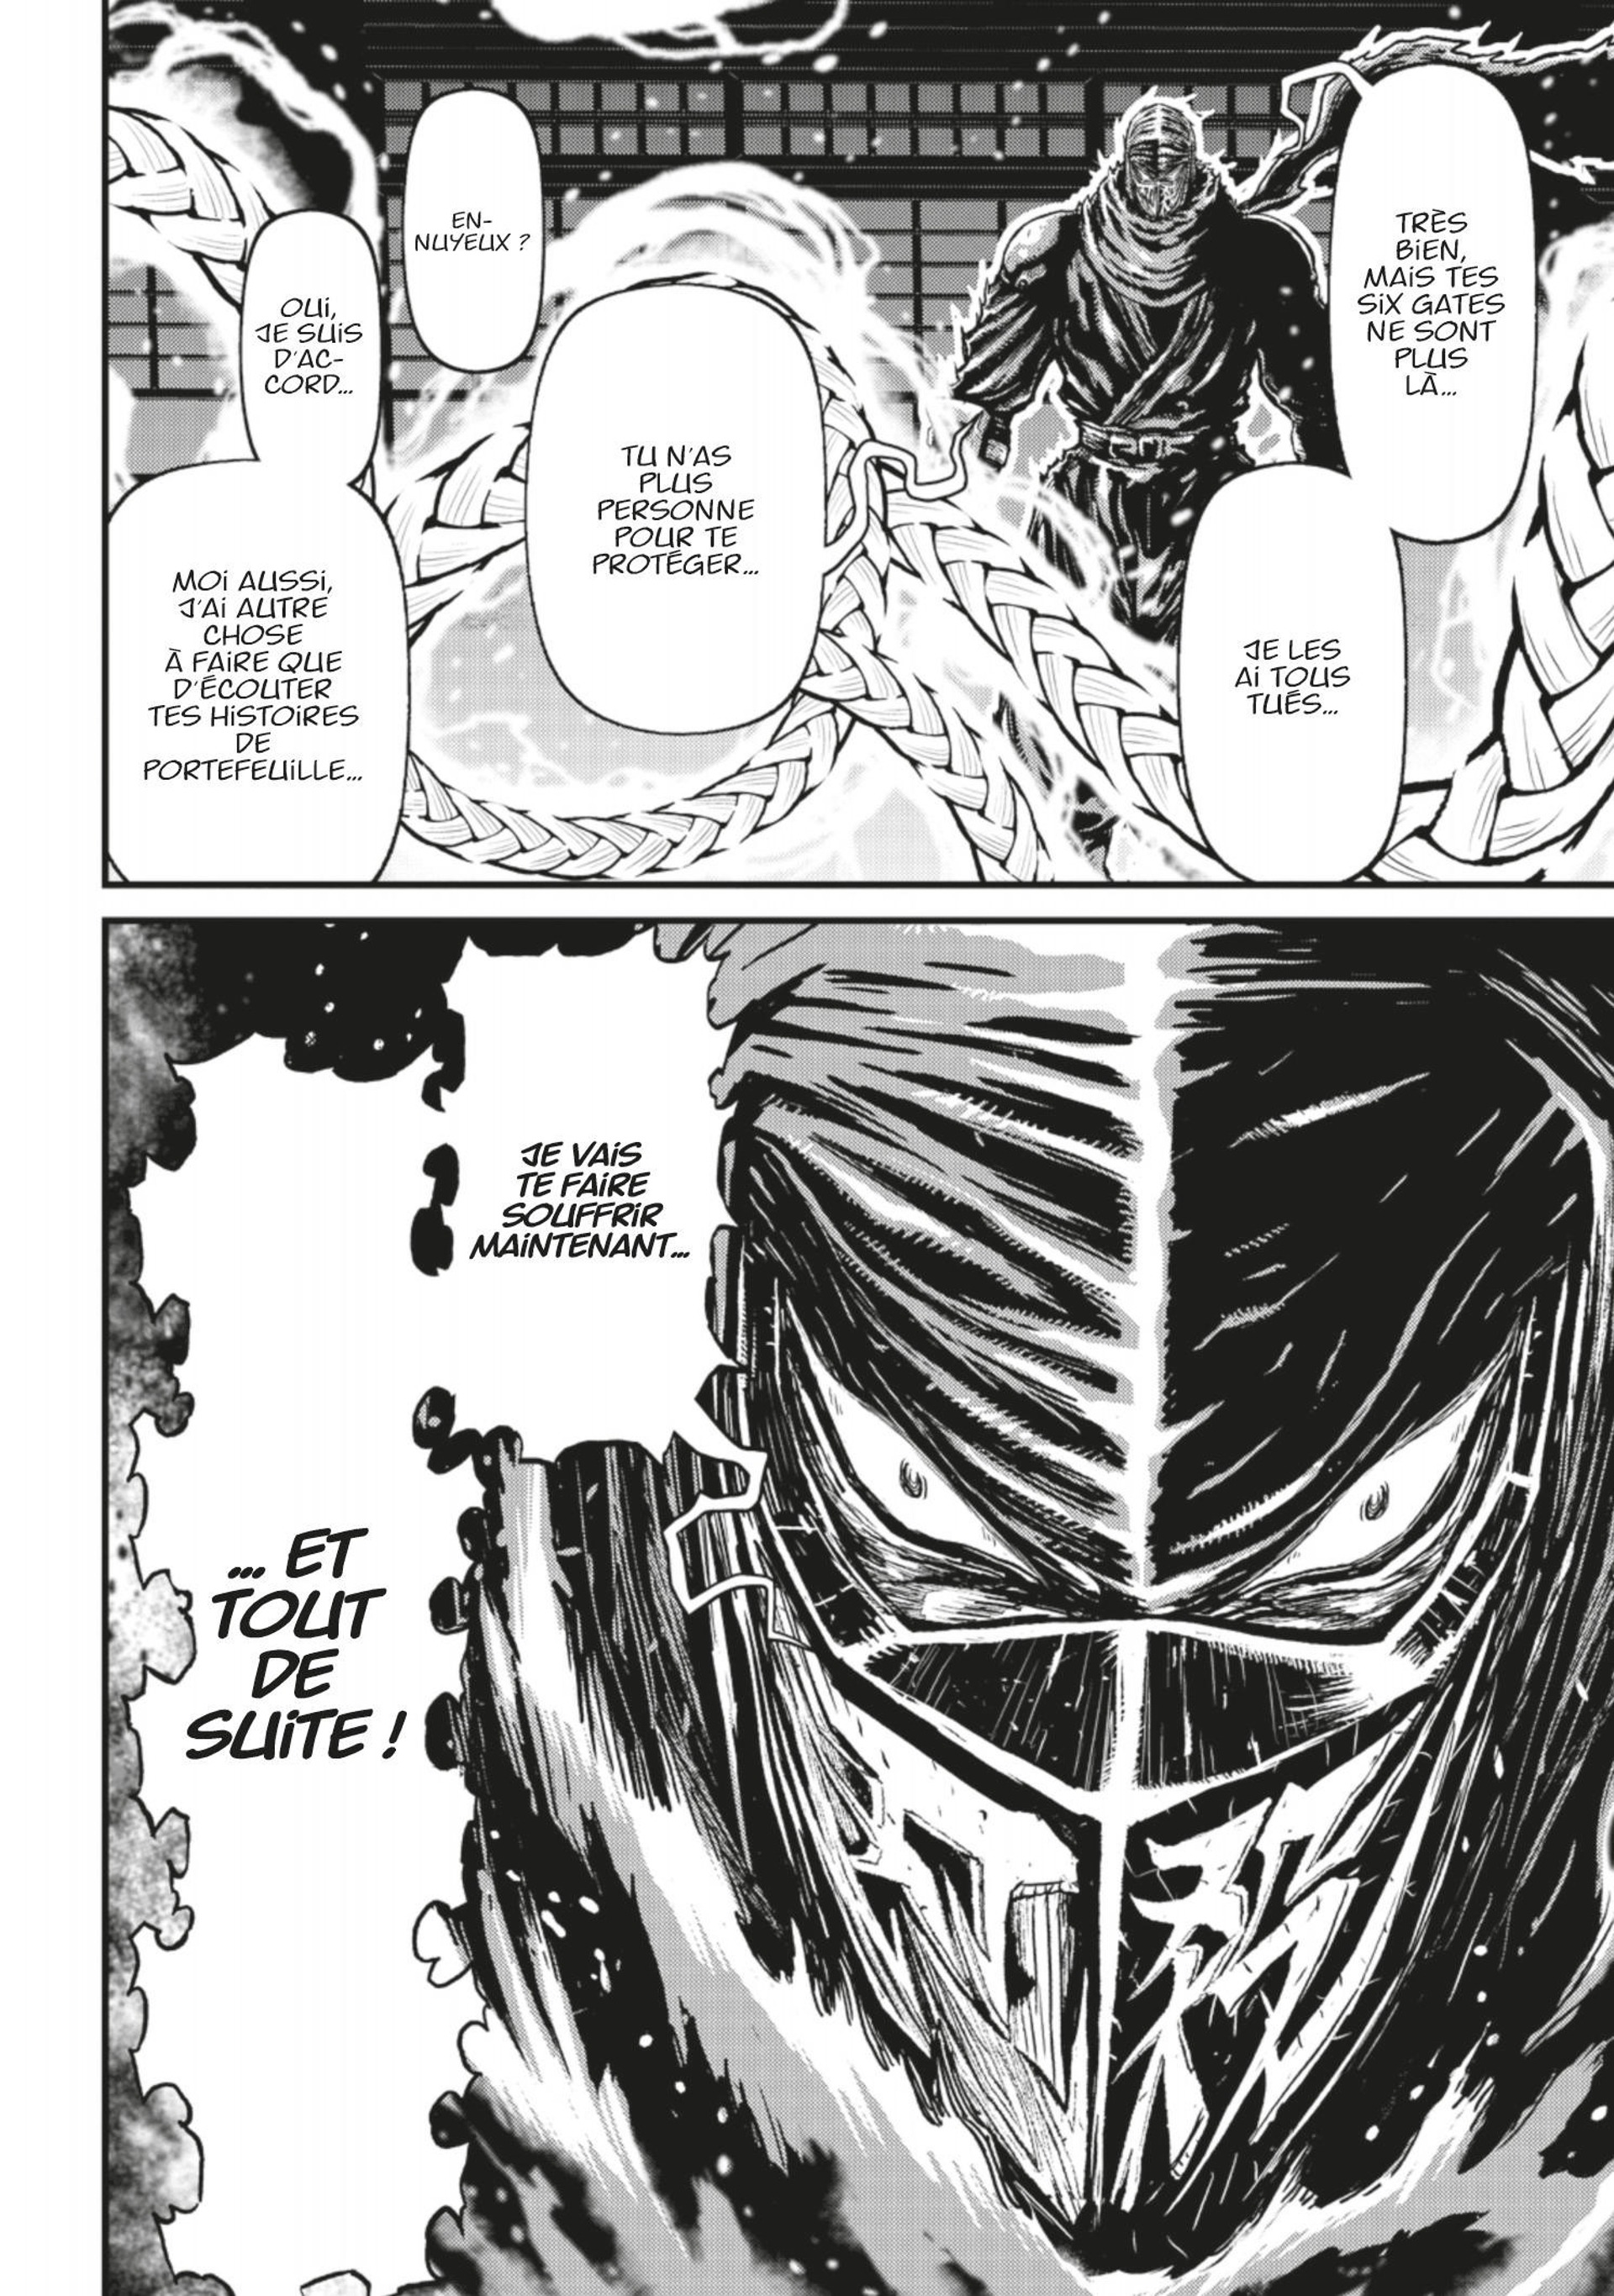 TRÈS
BIEN,
MAIS TES
SIX GATES
NE SONT
PLUS
LÀ...
JE LES
AI TOUS
TUÉS...
TU N'AS
PLUS
PERSONNE
POUR TE
PROTÉGER...
EN-
NUYEUX ?
OUI,
JE SUIS
D'AC-
CORD...
MOI AUSSI,
J'AI AUTRE
CHOSE
À FAIRE QUE
D'ÉCOUTER
TES HISTOIRES
DE
PORTEFEUILLE...
JE VAIS
TE FAIRE
SOUFFRIR
MAINTENANT...
... ET
TOUT
DE
SUITE !